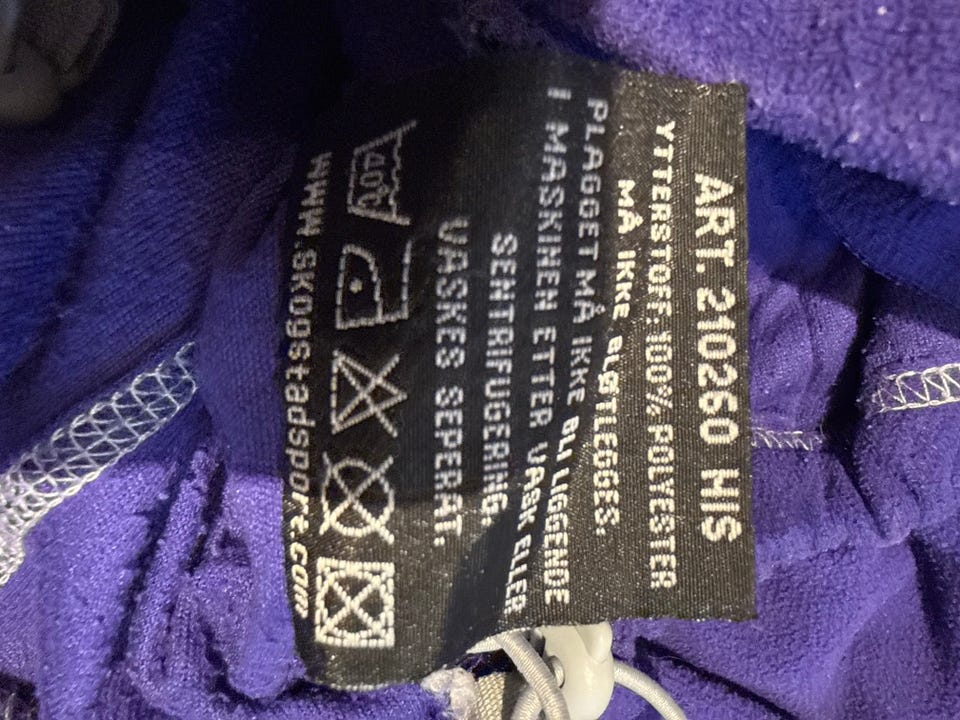 ART. 210260 HIS
YTTERSTOFF 100% POLYESTER
MÅ IKKE BLØTLEGGES.
PLAGGET MÅ IKKE BLI LIGGENDE
I MASKINEN ETTER VASK ELLER
SENTRIFUGERING.
VASKES SEPERAT.
40°C
www.skogstadsport.com